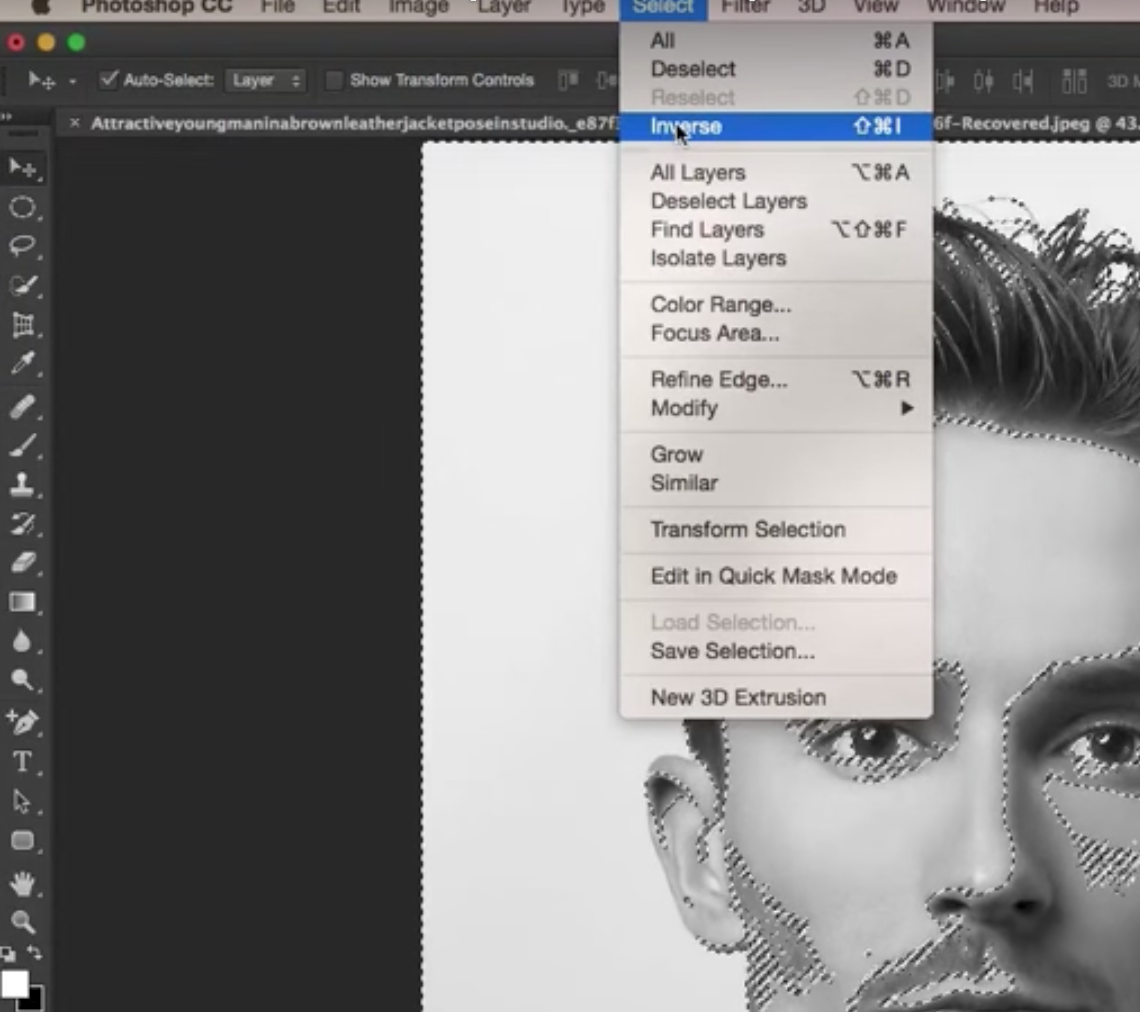 Photoshop CC File Edit Image Layer Type Select Filter 3D View Window Help
Auto-Select: Layer Show Transform Controls 3D M
× Attractiveyoungmaninabrownleatherjacketposeinstudio._e87f 6f-Recovered.jpeg @ 43.
All ⌘A
Deselect ⌘D
Reselect ⇧⌘D
Inverse ⇧⌘I
All Layers ⌥⌘A
Deselect Layers
Find Layers ⌥⇧⌘F
Isolate Layers
Color Range...
Focus Area...
Refine Edge... ⌥⌘R
Modify
Grow
Similar
Transform Selection
Edit in Quick Mask Mode
Load Selection...
Save Selection...
New 3D Extrusion
T